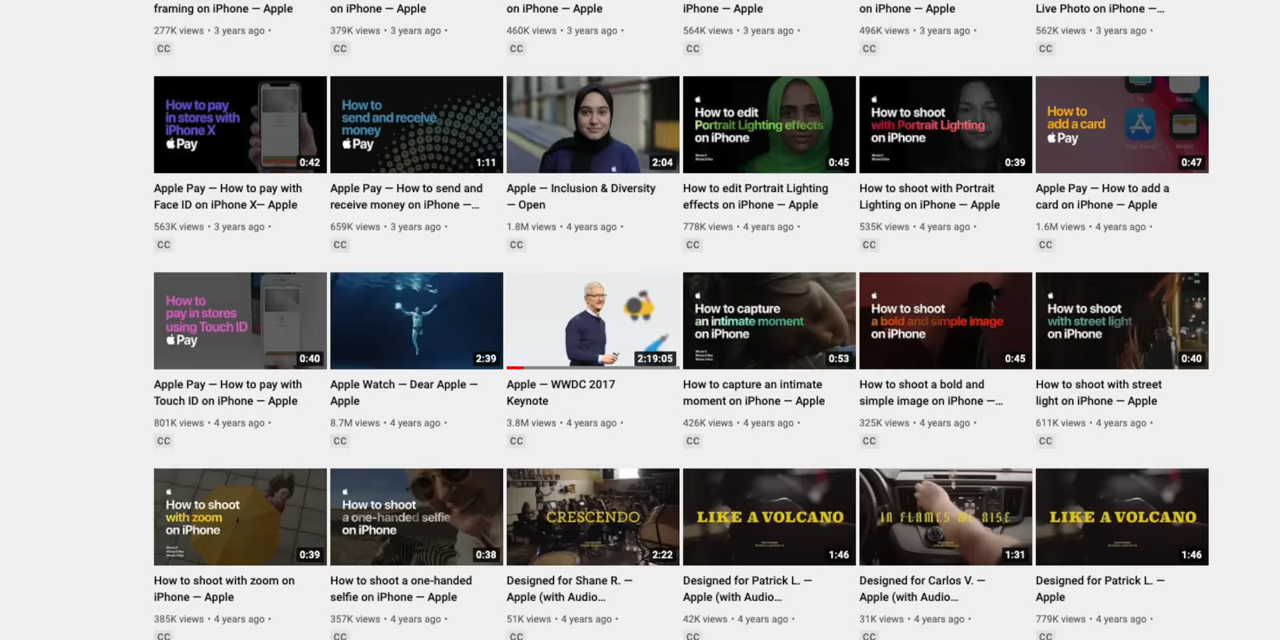 framing on iPhone — Apple
on iPhone — Apple
on iPhone — Apple
iPhone — Apple
on iPhone — Apple
Live Photo on iPhone —...
277K views • 3 years ago •
379K views • 3 years ago •
460K views • 3 years ago •
564K views • 3 years ago •
496K views • 3 years ago •
562K views • 3 years ago •
CC
CC
CC
CC
CC
CC
How to pay
in stores with
iPhone X
Pay
0:42
How to
send and receive
money
Pay
1:11
2:04
How to edit
Portrait Lighting effects
on iPhone
0:45
How to shoot
with Portrait Lighting
on iPhone
0:39
How to
add a card
Pay
0:47
Apple Pay — How to pay with
Face ID on iPhone X— Apple
Apple Pay — How to send and
receive money on iPhone —...
Apple — Inclusion & Diversity
— Open
How to edit Portrait Lighting
effects on iPhone — Apple
How to shoot with Portrait
Lighting on iPhone — Apple
Apple Pay — How to add a
card on iPhone — Apple
563K views • 3 years ago •
659K views • 3 years ago •
1.8M views • 4 years ago •
778K views • 4 years ago •
535K views • 4 years ago •
1.6M views • 4 years ago •
CC
CC
CC
CC
CC
CC
How to
pay in stores
using Touch ID
Pay
0:40
2:39
2:19:05
How to capture
an intimate moment
on iPhone
0:53
How to shoot
a bold and simple image
on iPhone
0:45
How to shoot
with street light
on iPhone
0:40
Apple Pay — How to pay with
Touch ID on iPhone — Apple
Apple Watch — Dear Apple —
Apple
Apple — WWDC 2017
Keynote
How to capture an intimate
moment on iPhone — Apple
How to shoot a bold and
simple image on iPhone —...
How to shoot with street
light on iPhone — Apple
801K views • 4 years ago •
8.7M views • 4 years ago •
3.8M views • 4 years ago •
426K views • 4 years ago •
325K views • 4 years ago •
611K views • 4 years ago •
CC
CC
CC
CC
CC
CC
How to shoot
with zoom
on iPhone
0:39
How to shoot
a one-handed selfie
on iPhone
0:38
CRESCENDO
2:22
LIKE A VOLCANO
1:46
IN FLAMES WE RISE
1:31
LIKE A VOLCANO
1:46
How to shoot with zoom on
iPhone — Apple
How to shoot a one-handed
selfie on iPhone — Apple
Designed for Shane R. —
Apple (with Audio...
Designed for Patrick L. —
Apple (with Audio...
Designed for Carlos V. —
Apple (with Audio...
Designed for Patrick L. —
Apple
385K views • 4 years ago •
357K views • 4 years ago •
51K views • 4 years ago •
42K views • 4 years ago •
31K views • 4 years ago •
779K views • 4 years ago •
CC
CC
CC
CC
CC
CC